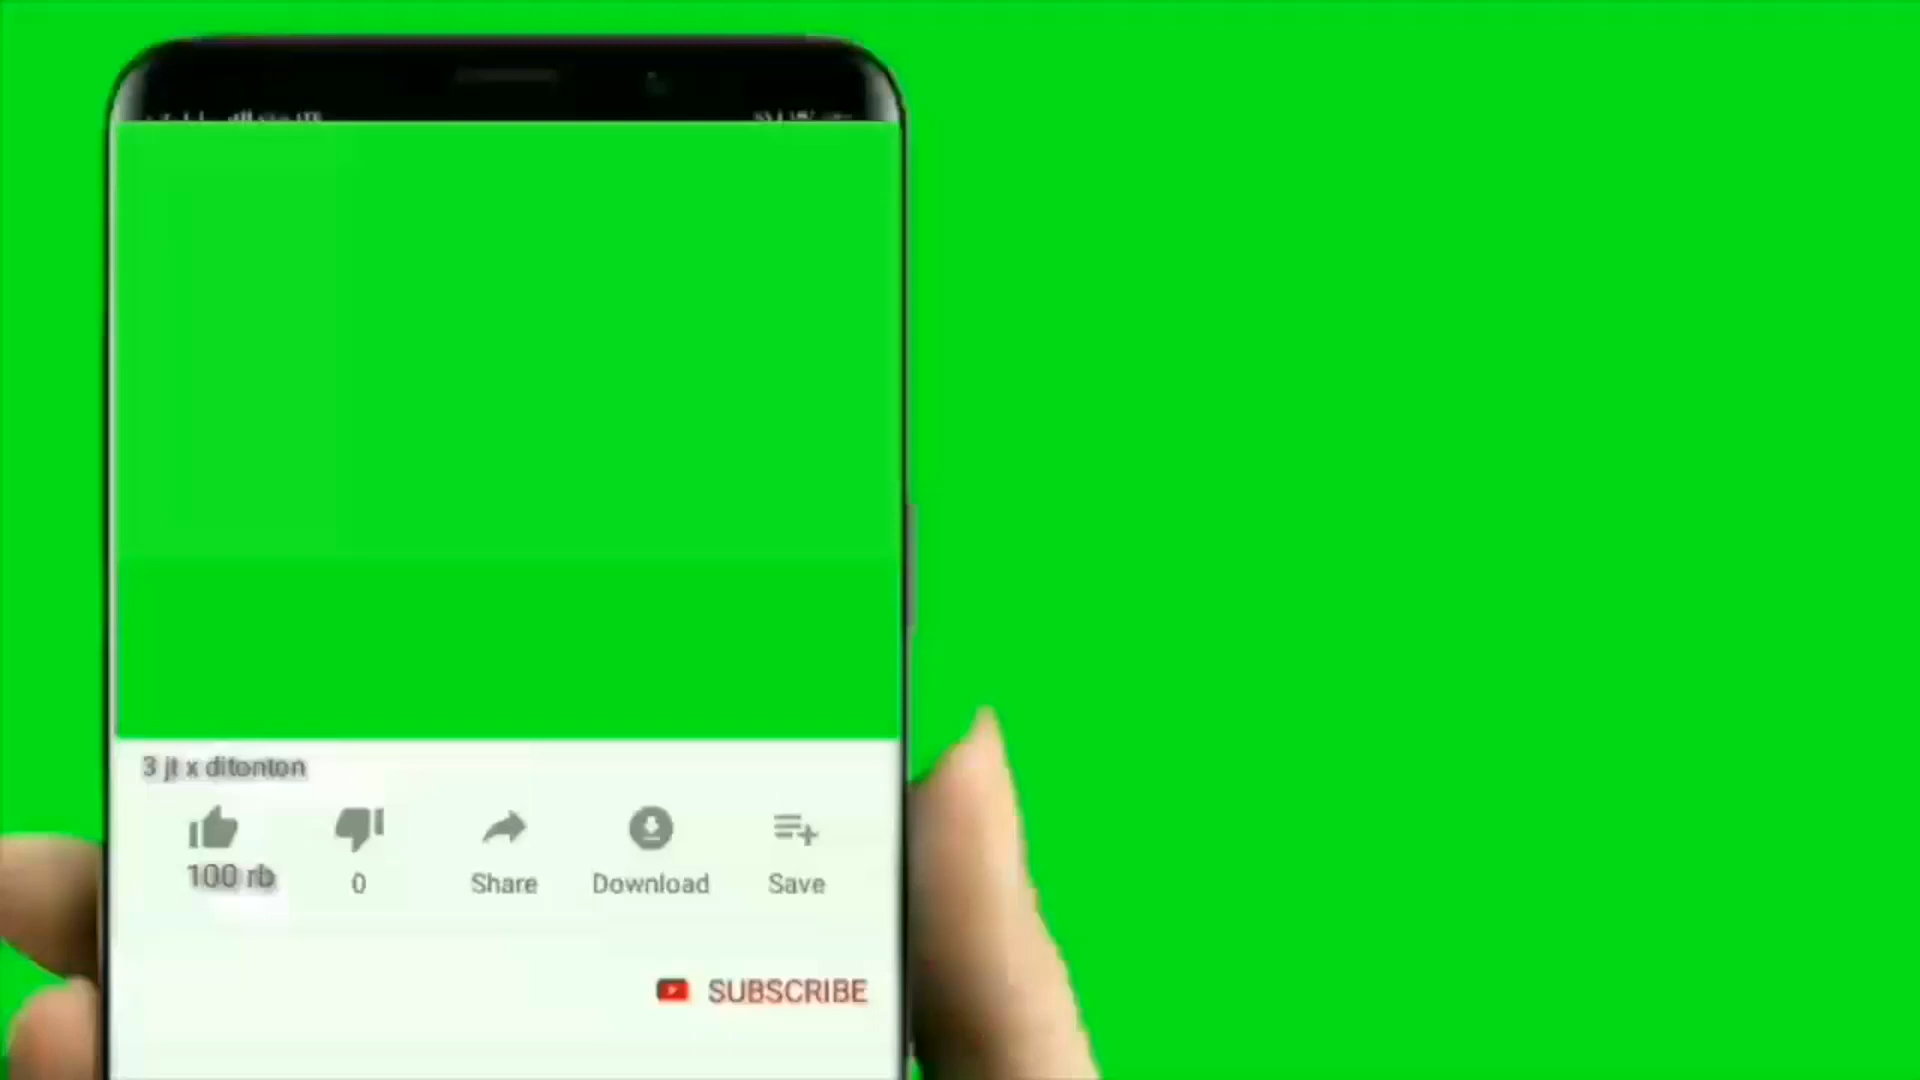 3 jt x ditonton
100 rb
0
Share
Download
Save
SUBSCRIBE